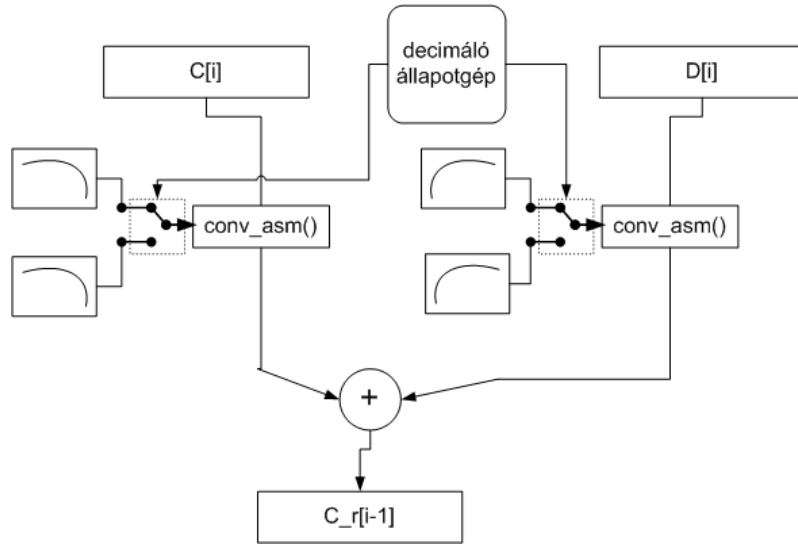 decimáló
állapotgép
C[i]
D[i]
conv_asm()
conv_asm()
+
C_r[i-1]